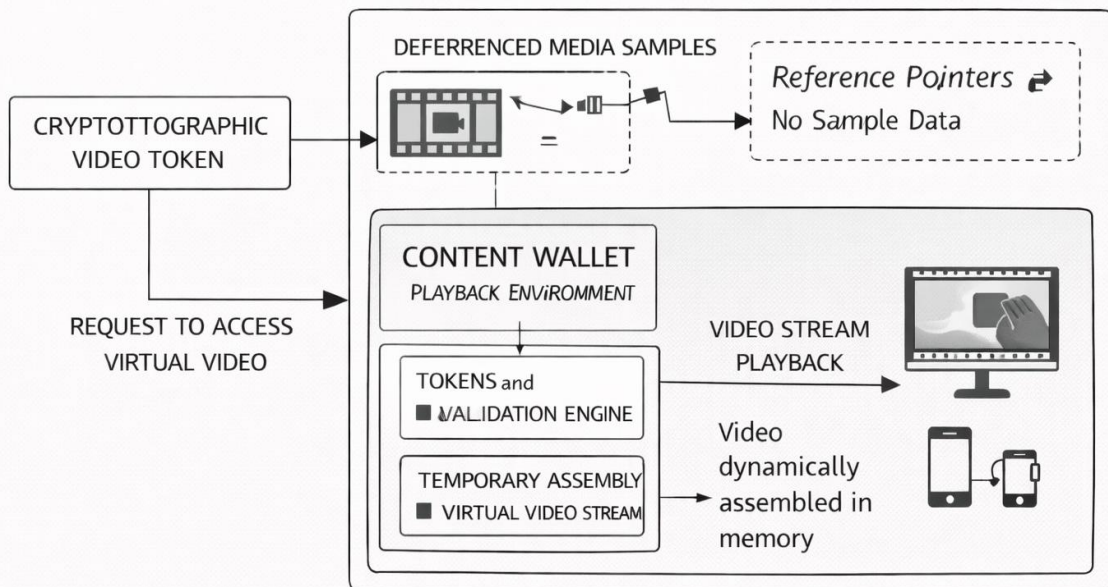 DEFERRENCED MEDIA SAMPLES
Reference Pointers
No Sample Data
CRYPTOTTOGRAPHIC
VIDEO TOKEN
REQUEST TO ACCESS
VIRTUAL VIDEO
CONTENT WALLET
PLAYBACK ENVIROMMENT
TOKENS and
VALIDATION ENGINE
TEMPORARY ASSEMBLY
VIRTUAL VIDEO STREAM
VIDEO STREAM
PLAYBACK
Video
dynamically
assembled in
memory